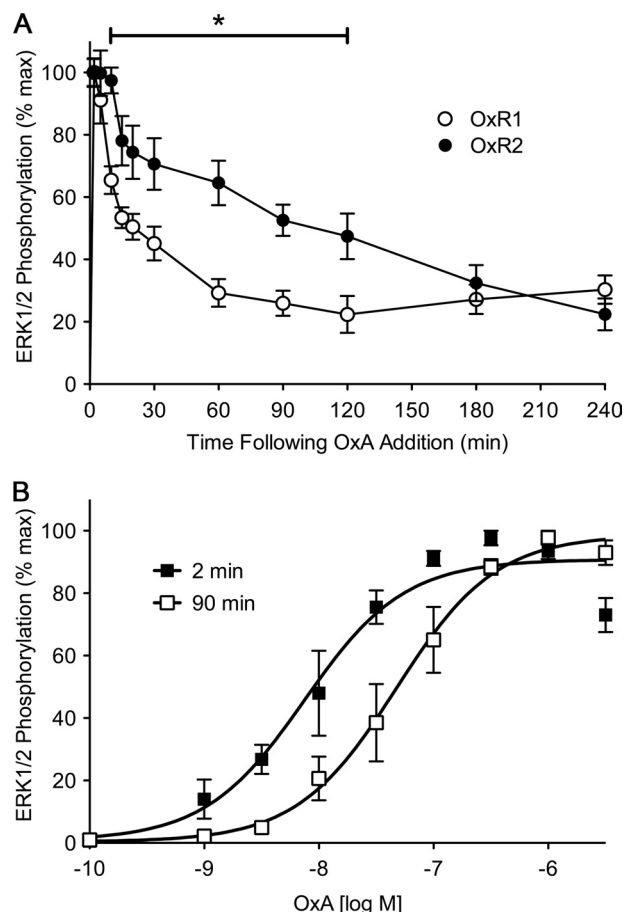 A
*
ERK1/2 Phosphorylation (% max)
100
80
60
40
20
0
OxR1
OxR2
0 30 60 90 120 150 180 210 240
Time Following OxA Addition (min)
B
ERK1/2 Phosphorylation (% max)
100
80
60
40
20
0
2 min
90 min
-10 -9 -8 -7 -6
OxA [log M]